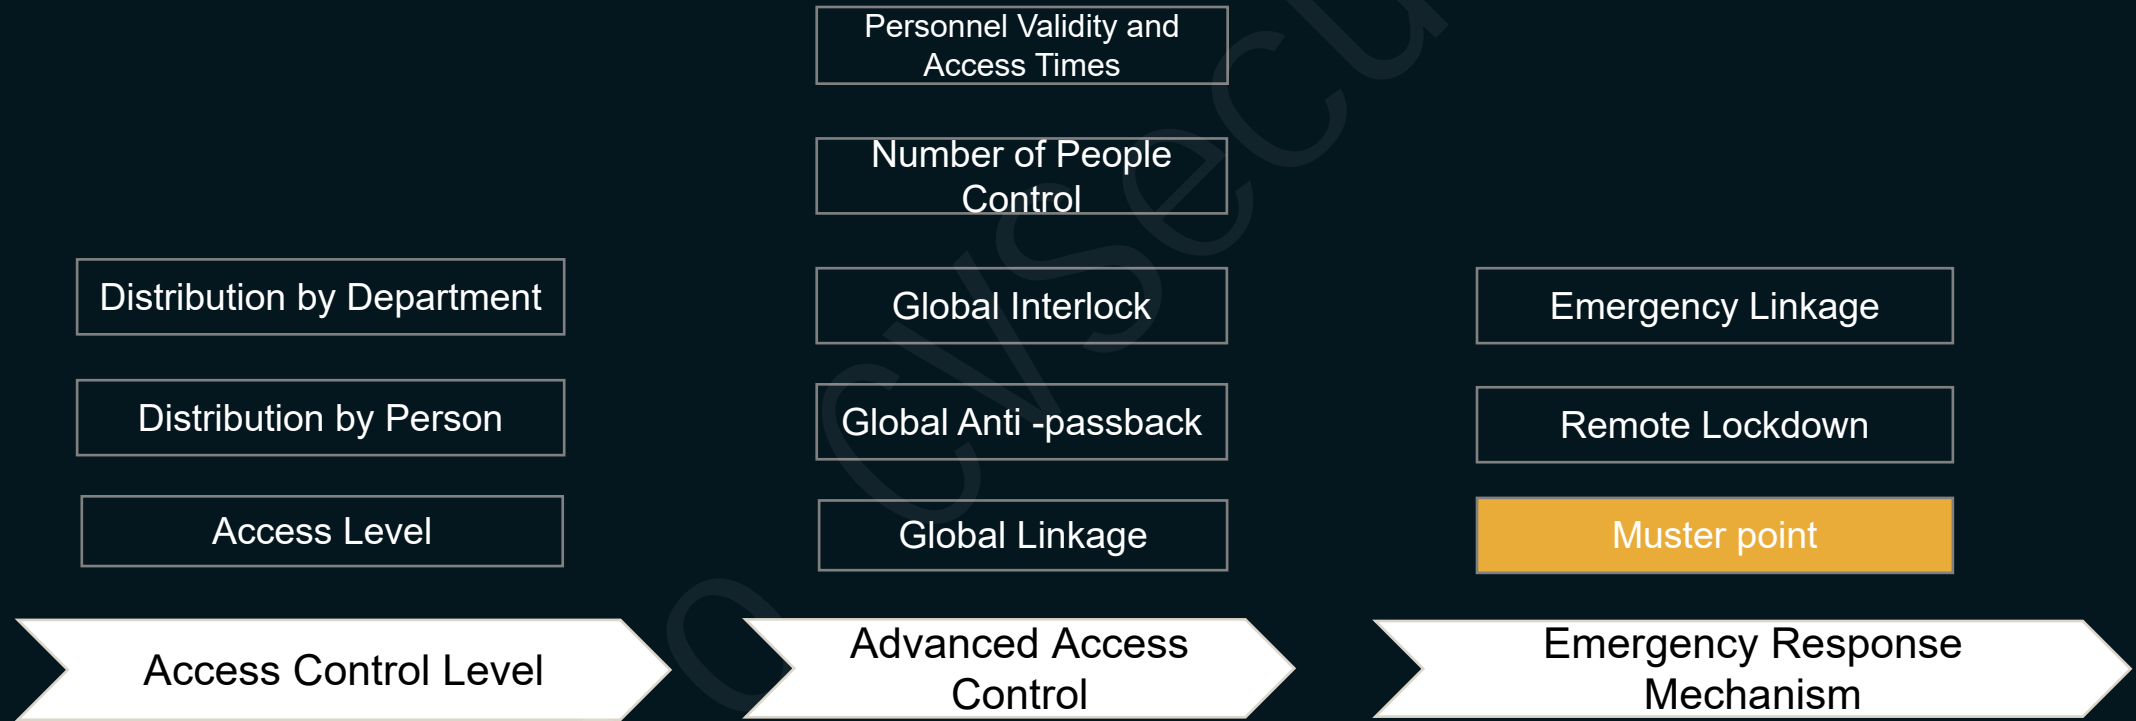 Personnel Validity and
Access Times
Number of People
Control
Distribution by Department
Global Interlock
Emergency Linkage
Distribution by Person
Global Anti -passback
Remote Lockdown
Access Level
Global Linkage
Muster point
Access Control Level
Advanced Access
Control
Emergency Response
Mechanism